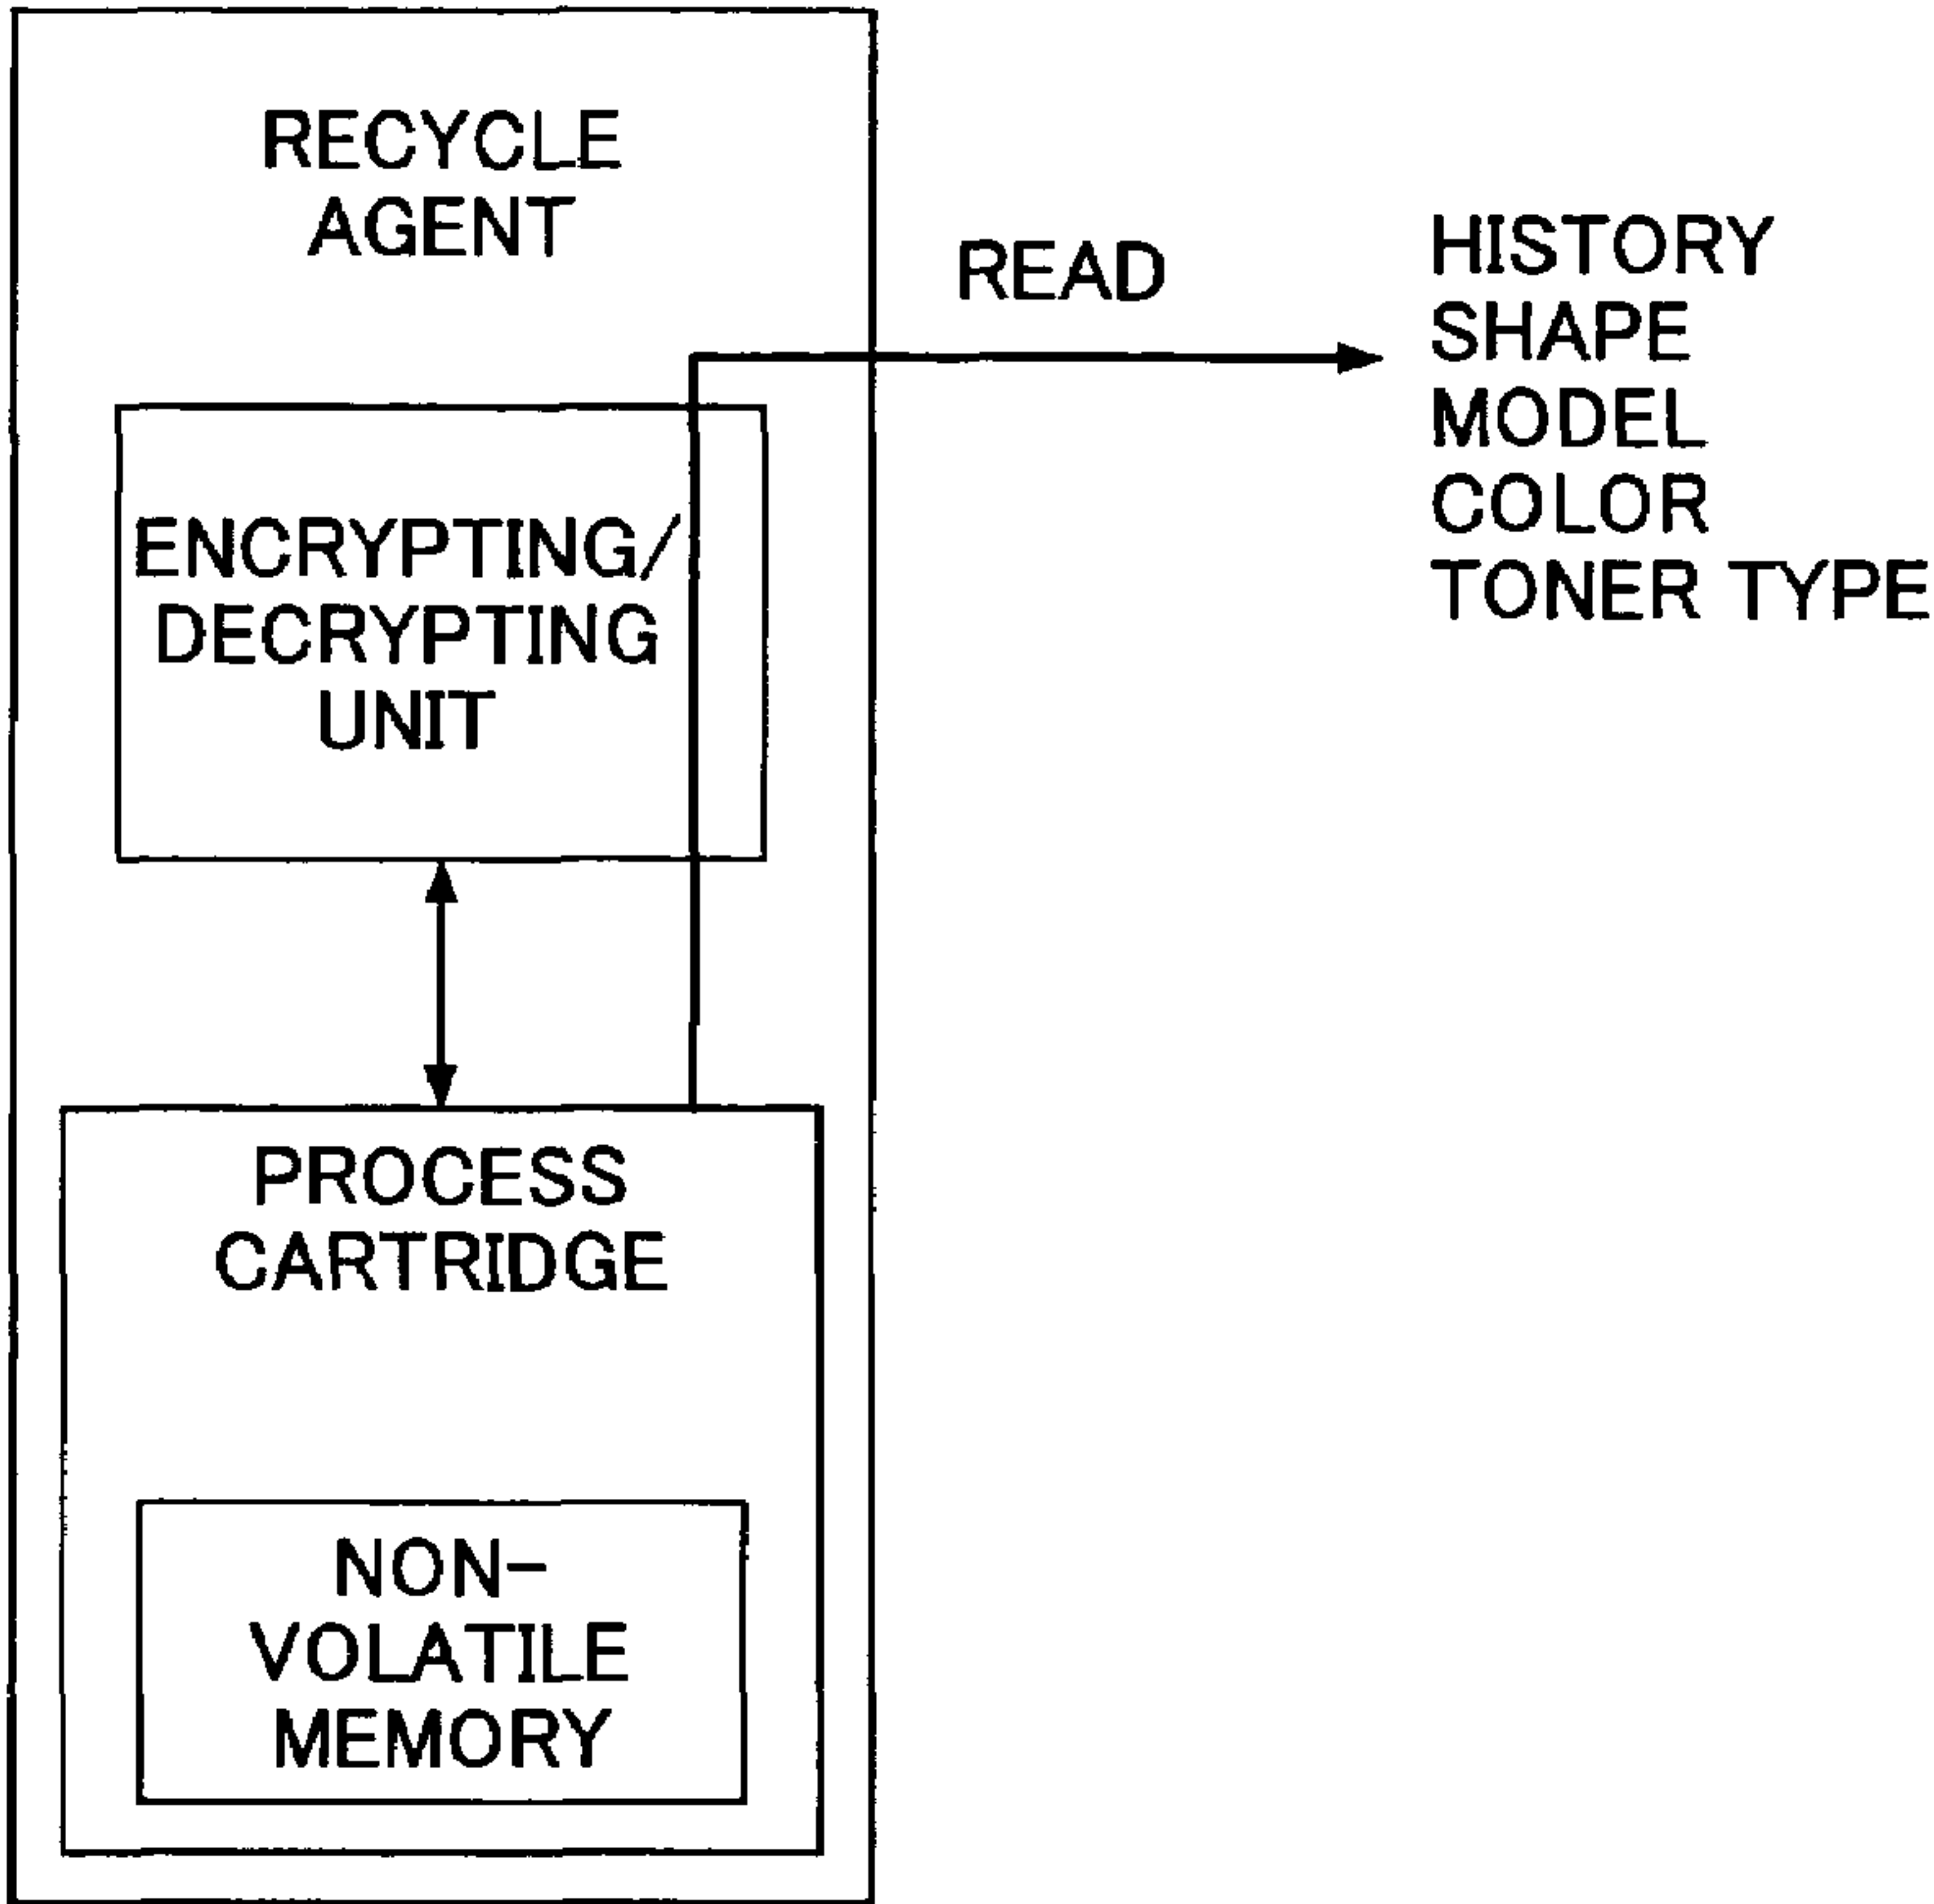 RECYCLE
AGENT
READ
HISTORY
SHAPE
MODEL
COLOR
TONER TYPE
ENCRYPTING/
DECRYPTING
UNIT
PROCESS
CARTRIDGE
NON-
VOLATILE
MEMORY